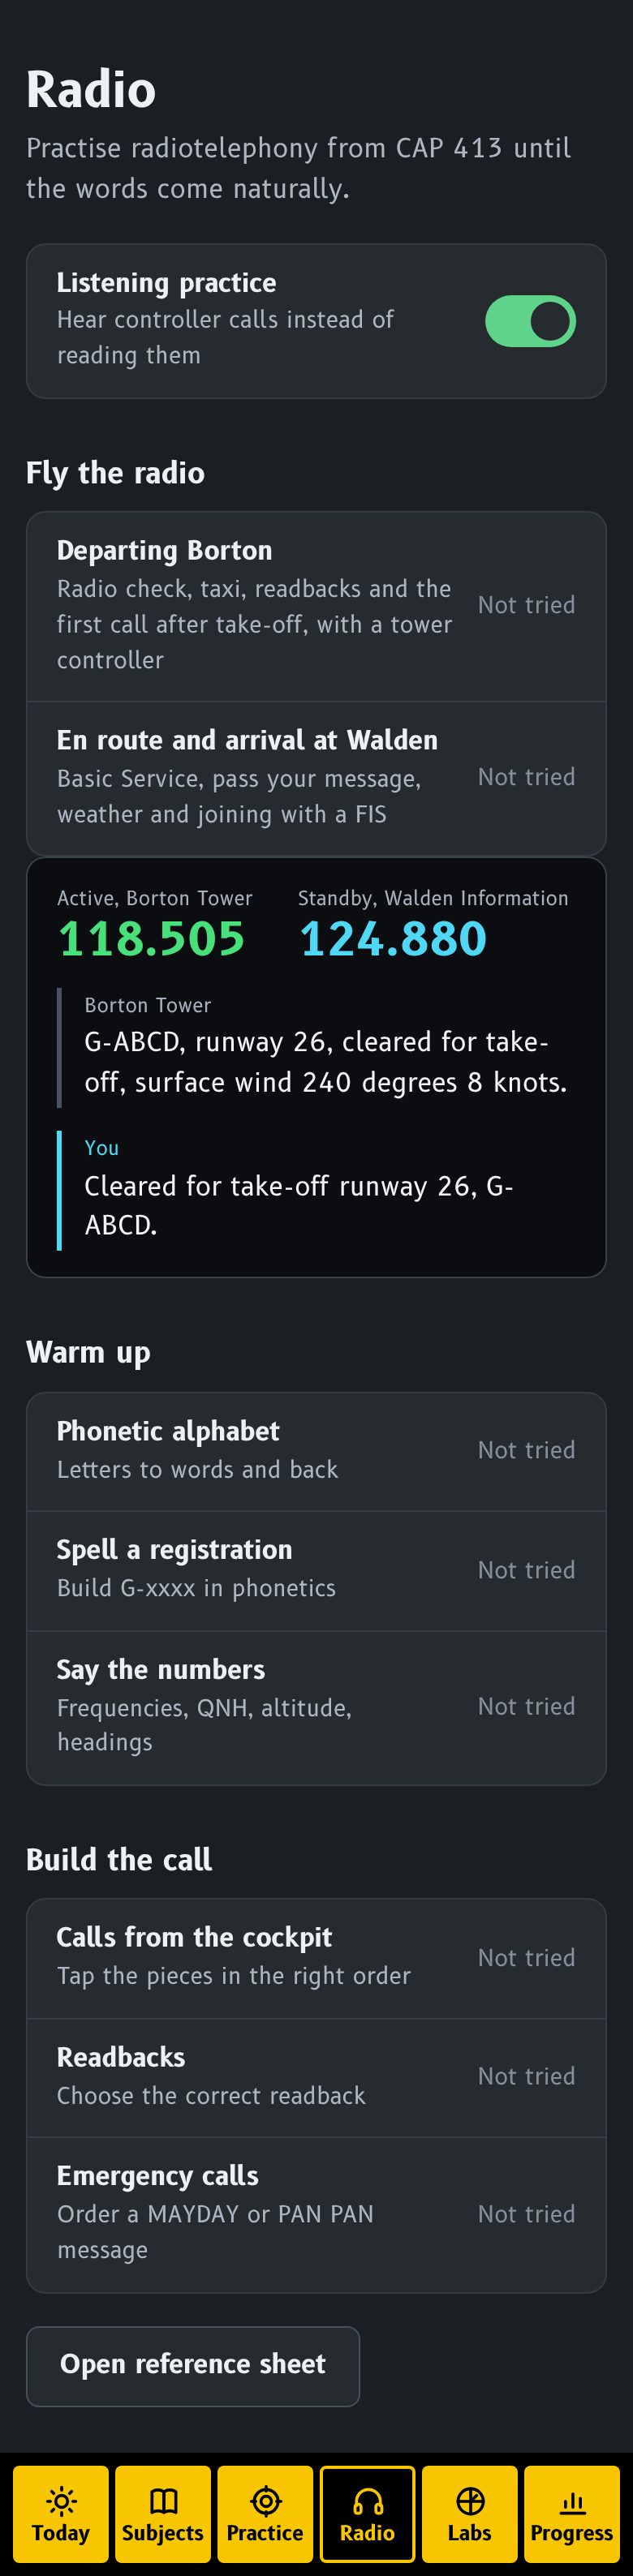 Radio
Practise radiotelephony from CAP 413 until
the words come naturally.
Listening practice
Hear controller calls instead of
reading them
Fly the radio
Departing Borton
Radio check, taxi, readbacks and the
first call after take-off, with a tower
controller
Not tried
En route and arrival at Walden
Basic Service, pass your message,
weather and joining with a FIS
Not tried
Active, Borton Tower
118.505
Standby, Walden Information
124.880
Borton Tower
G-ABCD, runway 26, cleared for take-
off, surface wind 240 degrees 8 knots.
You
Cleared for take-off runway 26, G-
ABCD.
Warm up
Phonetic alphabet
Letters to words and back
Not tried
Spell a registration
Build G-xxxx in phonetics
Not tried
Say the numbers
Frequencies, QNH, altitude,
headings
Not tried
Build the call
Calls from the cockpit
Tap the pieces in the right order
Not tried
Readbacks
Choose the correct readback
Not tried
Emergency calls
Order a MAYDAY or PAN PAN
message
Not tried
Open reference sheet
Today
Subjects
Practice
Radio
Labs
Progress